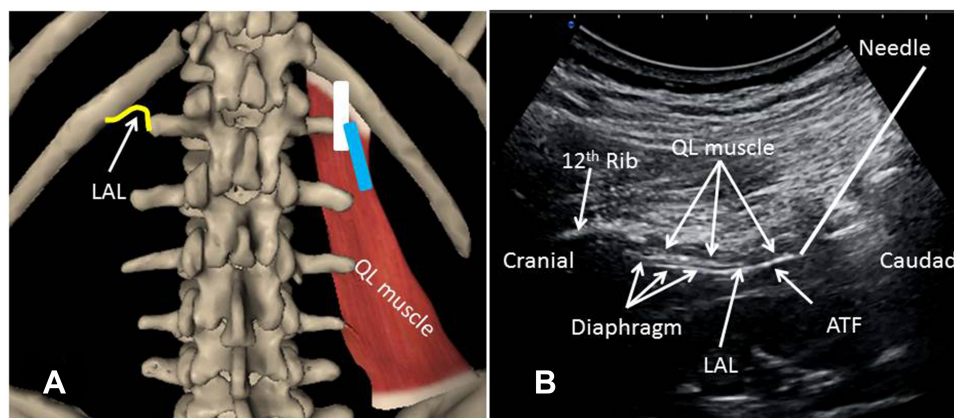 LAL
QL muscle
A
Needle
QL muscle
12th Rib
Cranial
Caudad
Diaphragm
ATF
LAL
B